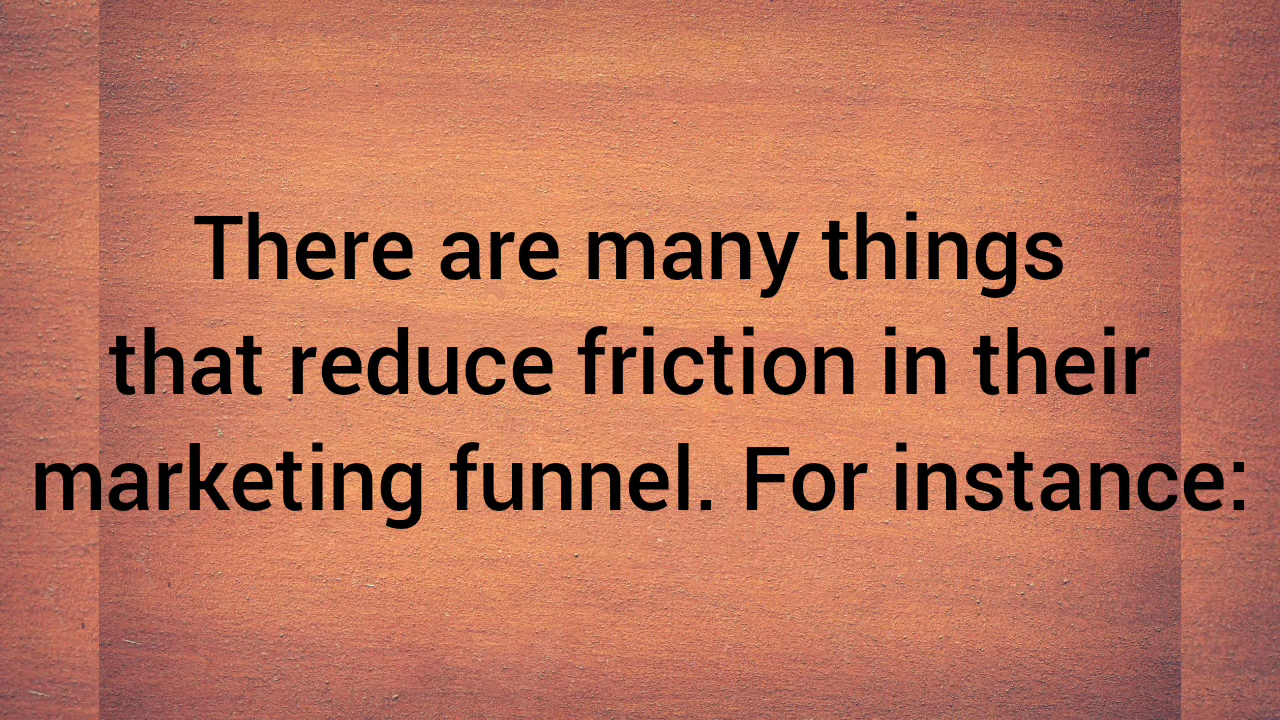 There are many things
that reduce friction in their
marketing funnel. For instance: